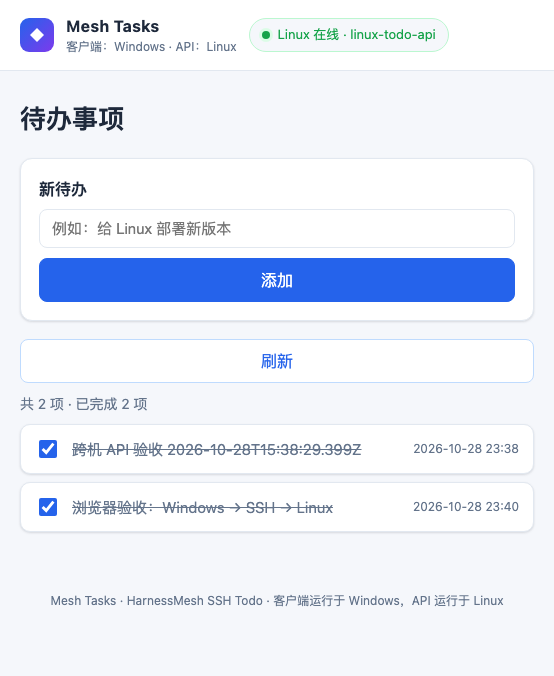 Mesh Tasks
客户端：Windows · API：Linux
Linux 在线 · linux-todo-api
待办事项
新待办
例如：给 Linux 部署新版本
添加
刷新
共 2 项 · 已完成 2 项
跨机 API 验收 2026-10-28T15:38:29.399Z
2026-10-28 23:38
浏览器验收：Windows → SSH → Linux
2026-10-28 23:40
Mesh Tasks · HarnessMesh SSH Todo · 客户端运行于 Windows，API 运行于 Linux